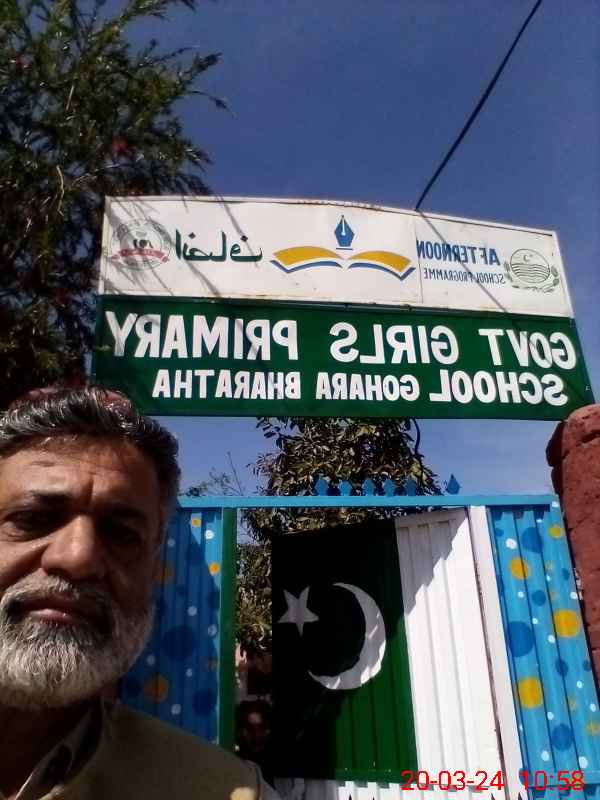 AFTERNOON
SCHOOL PROGRAMME
GOVT GIRLS PRIMARY
SCHOOL GOHARA BHARATHA
20-03-24 10:58